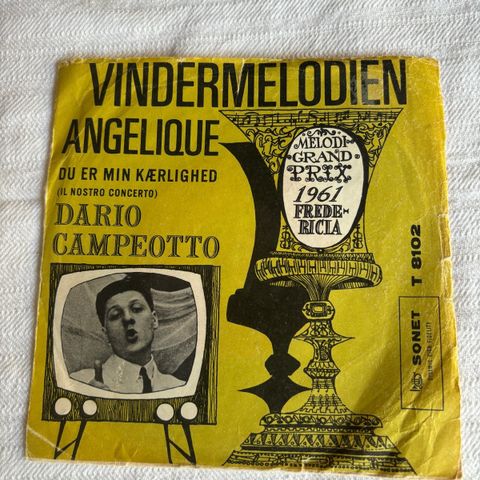 VINDERMELODIEN
ANGELIQUE
DU ER MIN KÆRLIGHED
(IL NOSTRO CONCERTO)
DARIO
CAMPEOTTO
MELODI
GRAND
PRIX
1961
FREDE-
RICIA
SONET T 8102